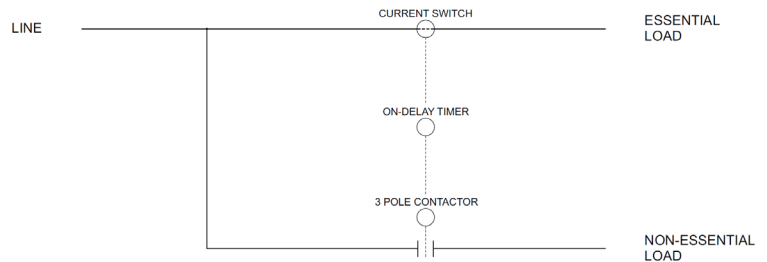 CURRENT SWITCH
ESSENTIAL
LOAD
LINE
ON-DELAY TIMER
3 POLE CONTACTOR
NON-ESSENTIAL
LOAD